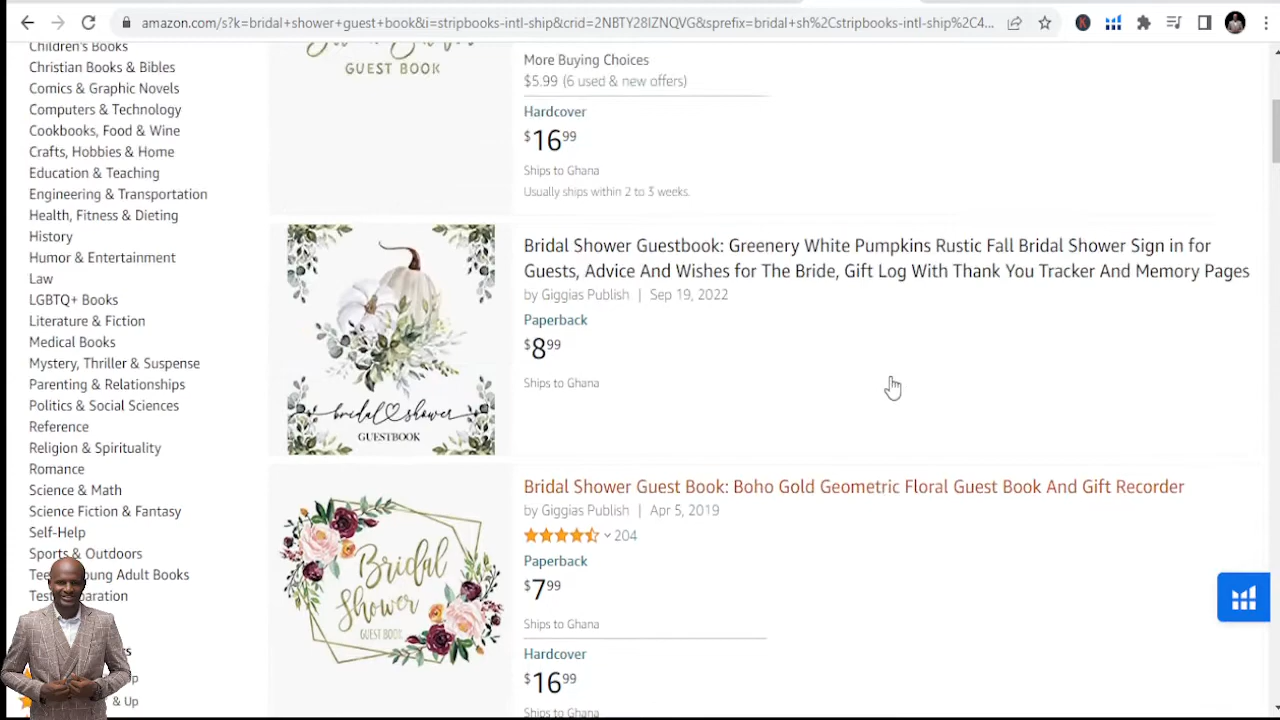 amazon.com/s?k=bridal+shower+guest+book&i=stripbooks-intl-ship&crid=2NBTY28IZNQVG&sprefix=bridal+sh%2Cstripbooks-intl-ship%2C4...
K
Children's Books
Christian Books & Bibles
Comics & Graphic Novels
Computers & Technology
Cookbooks, Food & Wine
Crafts, Hobbies & Home
Education & Teaching
Engineering & Transportation
Health, Fitness & Dieting
History
Humor & Entertainment
Law
LGBTQ+ Books
Literature & Fiction
Medical Books
Mystery, Thriller & Suspense
Parenting & Relationships
Politics & Social Sciences
Reference
Religion & Spirituality
Romance
Science & Math
Science Fiction & Fantasy
Self-Help
Sports & Outdoors
Young Adult Books
& Up
GUEST BOOK
More Buying Choices
$5.99 (6 used & new offers)
Hardcover
$16.99
Ships to Ghana
Usually ships within 2 to 3 weeks.
bridal shower
GUESTBOOK
Bridal Shower Guestbook: Greenery White Pumpkins Rustic Fall Bridal Shower Sign in for
Guests, Advice And Wishes for The Bride, Gift Log With Thank You Tracker And Memory Pages
by Giggias Publish | Sep 19, 2022
Paperback
$8.99
Ships to Ghana
Bridal
Shower
GUEST BOOK
Bridal Shower Guest Book: Boho Gold Geometric Floral Guest Book And Gift Recorder
by Giggias Publish | Apr 5, 2019
204
Paperback
$7.99
Ships to Ghana
Hardcover
$16.99
Ships to Ghana